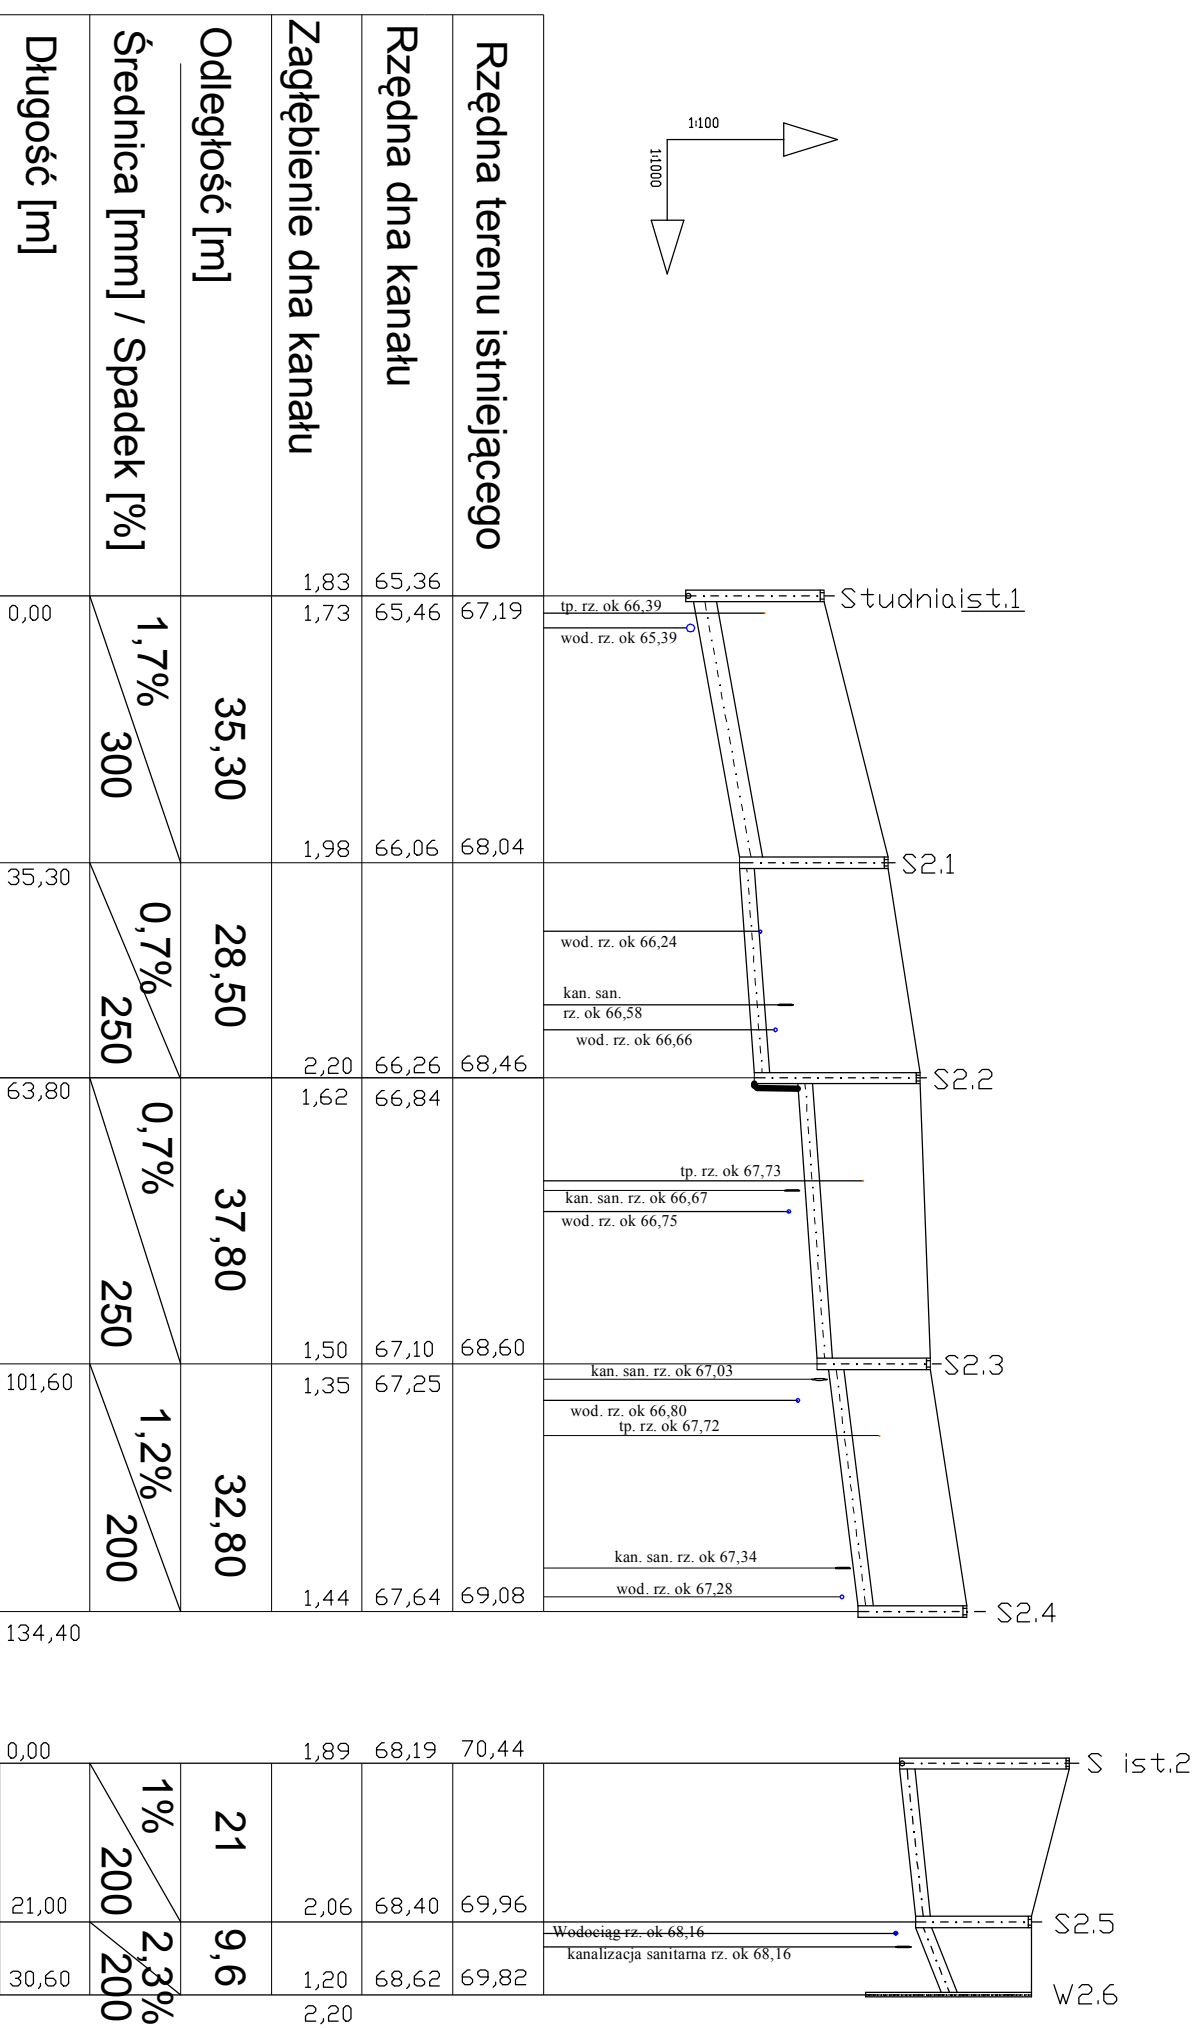 1:100
1:1000
Rzędna terenu istniejącego
Rzędna dna kanału
Zagłębienie dna kanału
Odległość [m]
Średnica [mm] / Spadek [%]
Długość [m]
1,83 65,36
0,00 1,73 65,46 67,19
Studniaist.1
tp. rz. ok 66,39
wod. rz. ok 65,39
1,7%
300
35,30
1,98 66,06 68,04
S2.1
35,30
0,7%
250
28,50
wod. rz. ok 66,24
kan. san.
rz. ok 66,58
wod. rz. ok 66,66
2,20 66,26 68,46
S2.2
63,80 1,62 66,84
0,7%
250
37,80
tp. rz. ok 67,73
kan. san. rz. ok 66,67
wod. rz. ok 66,75
1,50 67,10 68,60
S2.3
101,60 1,35 67,25
kan. san. rz. ok 67,03
wod. rz. ok 66,80
tp. rz. ok 67,72
1,2%
200
32,80
kan. san. rz. ok 67,34
wod. rz. ok 67,28
1,44 67,64 69,08
S2.4
134,40
0,00 1,89 68,19 70,44
S ist.2
1%
200
21
21,00 2,06 68,40 69,96
S2.5
Wodociąg rz. ok 68,16
kanalizacja sanitarna rz. ok 68,16
2,3%
200
9,6
30,60 1,20 68,62 69,82
W2.6
2,20